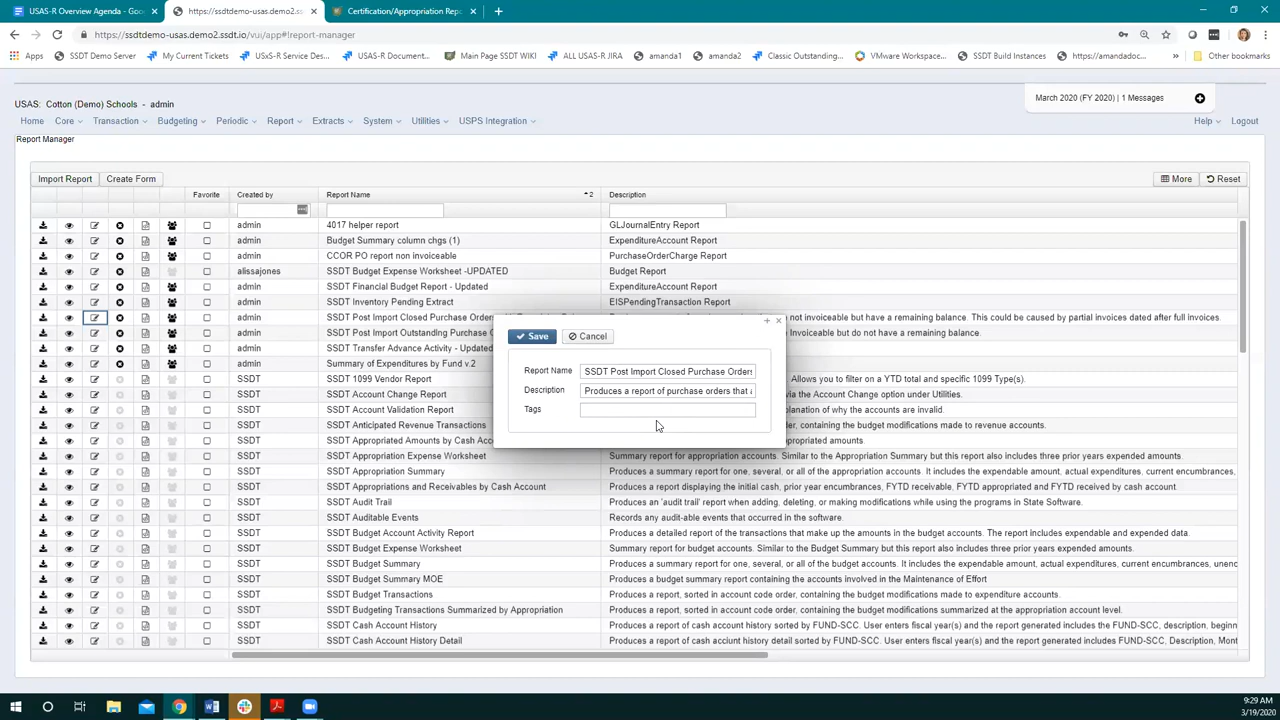 USAS-R Overview Agenda - Goo
https://ssdtdemo-usas.demo2.ssdt.io
Certification/Appropriation Rep
https://ssdtdemo-usas.demo2.ssdt.io/vui/app#!report-manager
Apps
SSDT Demo Server
My Current Tickets
USxS-R Service Des...
USAS-R Document...
Main Page SSDT WIKI
ALL USAS-R JIRA
amanda1
amanda2
Classic Outstanding...
VMware Workspace...
SSDT Build Instances
https://amandadoc...
»
Other bookmarks
USAS: Cotton (Demo) Schools - admin
March 2020 (FY 2020) | 1 Messages
Home Core Transaction Budgeting Periodic Report Extracts System Utilities USPS Integration
Help Logout
Report Manager
Import Report Create Form
More Reset
Favorite Created by Report Name 2 Description
admin 4017 helper report GLJournalEntry Report
admin Budget Summary column chgs (1) ExpenditureAccount Report
admin CCOR PO report non invoiceable PurchaseOrderCharge Report
alissajones SSDT Budget Expense Worksheet -UPDATED Budget Report
admin SSDT Financial Budget Report - Updated ExpenditureAccount Report
admin SSDT Inventory Pending Extract EISPendingTransaction Report
admin SSDT Post Import Closed Purchase Order not invoiceable but have a remaining encumbrance. This could be caused by partial invoices dated after full invoices.
admin SSDT Post Import Outstanding Purchase O Invoiceable but do not have a remaining encumbrance.
admin SSDT Transfer Advance Activity - Updated
admin Summary of Expenditures by Fund v.2
SSDT SSDT 1099 Vendor Report . Allows you to filter on a YTD total and specific 1099 Type(s).
SSDT SSDT Account Change Report via the Account Change option under Utilities.
SSDT SSDT Account Validation Report planation of why the accounts are invalid.
SSDT SSDT Anticipated Revenue Transactions order, containing the budget modifications made to revenue accounts.
SSDT SSDT Appropriated Amounts by Cash Ac ppropriated amounts.
SSDT SSDT Appropriation Expense Worksheet Summary report for appropriation accounts. Similar to the Appropriation Summary but this report also includes three prior years expended amounts.
SSDT SSDT Appropriation Summary Produces a summary report for one, several, or all of the appropriation accounts. It includes the expendable amount, actual expenditures, current encumbrances,
SSDT SSDT Appropriations and Receivables by Cash Account Produces a report displaying the initial cash, prior year encumbrances, FYTD receivable, FYTD appropriated and FYTD received by cash account.
SSDT SSDT Audit Trail Produces an 'audit trail' report when adding, deleting, or making modifications while using the programs in State Software.
SSDT SSDT Auditable Events Records any audit-able events that occurred in the software.
SSDT SSDT Budget Account Activity Report Produces a detailed report of the transactions that make up the amounts in the budget accounts. The report includes expendable and expended data.
SSDT SSDT Budget Expense Worksheet Summary report for budget accounts. Similar to the Budget Summary but this report also includes three prior years expended amounts.
SSDT SSDT Budget Summary Produces a summary report for one, several, or all of the budget accounts. It includes the expendable amount, actual expenditures, current encumbrances, unenc
SSDT SSDT Budget Summary MOE Produces a budget summary report containing the accounts involved in the Maintenance of Effort
SSDT SSDT Budget Transactions Produces a report, sorted in account code order, containing the budget modifications made to expenditure accounts.
SSDT SSDT Budgeting Transactions Summarized by Appropriation Produces a report, sorted in account code order, containing the budget modifications summarized at the appropriation account level.
SSDT SSDT Cash Account History Produces a report of cash account history sorted by FUND-SCC. User enters fiscal year(s) and the report generated includes the FUND-SCC, description, beginn
SSDT SSDT Cash Account History Detail Produces a report of cash acciunt history detail sorted by FUND-SCC. User enters fiscal year(s) and the report generated includes FUND-SCC, Description, Mont
Save Cancel
Report Name SSDT Post Import Closed Purchase Orders
Description Produces a report of purchase orders that a
Tags
9:29 AM
3/19/2020